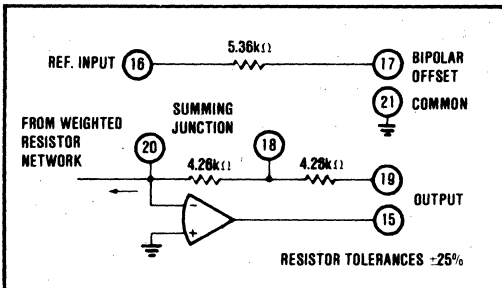 5.36kΩ
REF. INPUT 16
17 BIPOLAR OFFSET
21 COMMON
SUMMING JUNCTION
FROM WEIGHTED RESISTOR NETWORK
20
18
4.26kΩ
4.26kΩ
19
OUTPUT
15
-
+
RESISTOR TOLERANCES ±25%